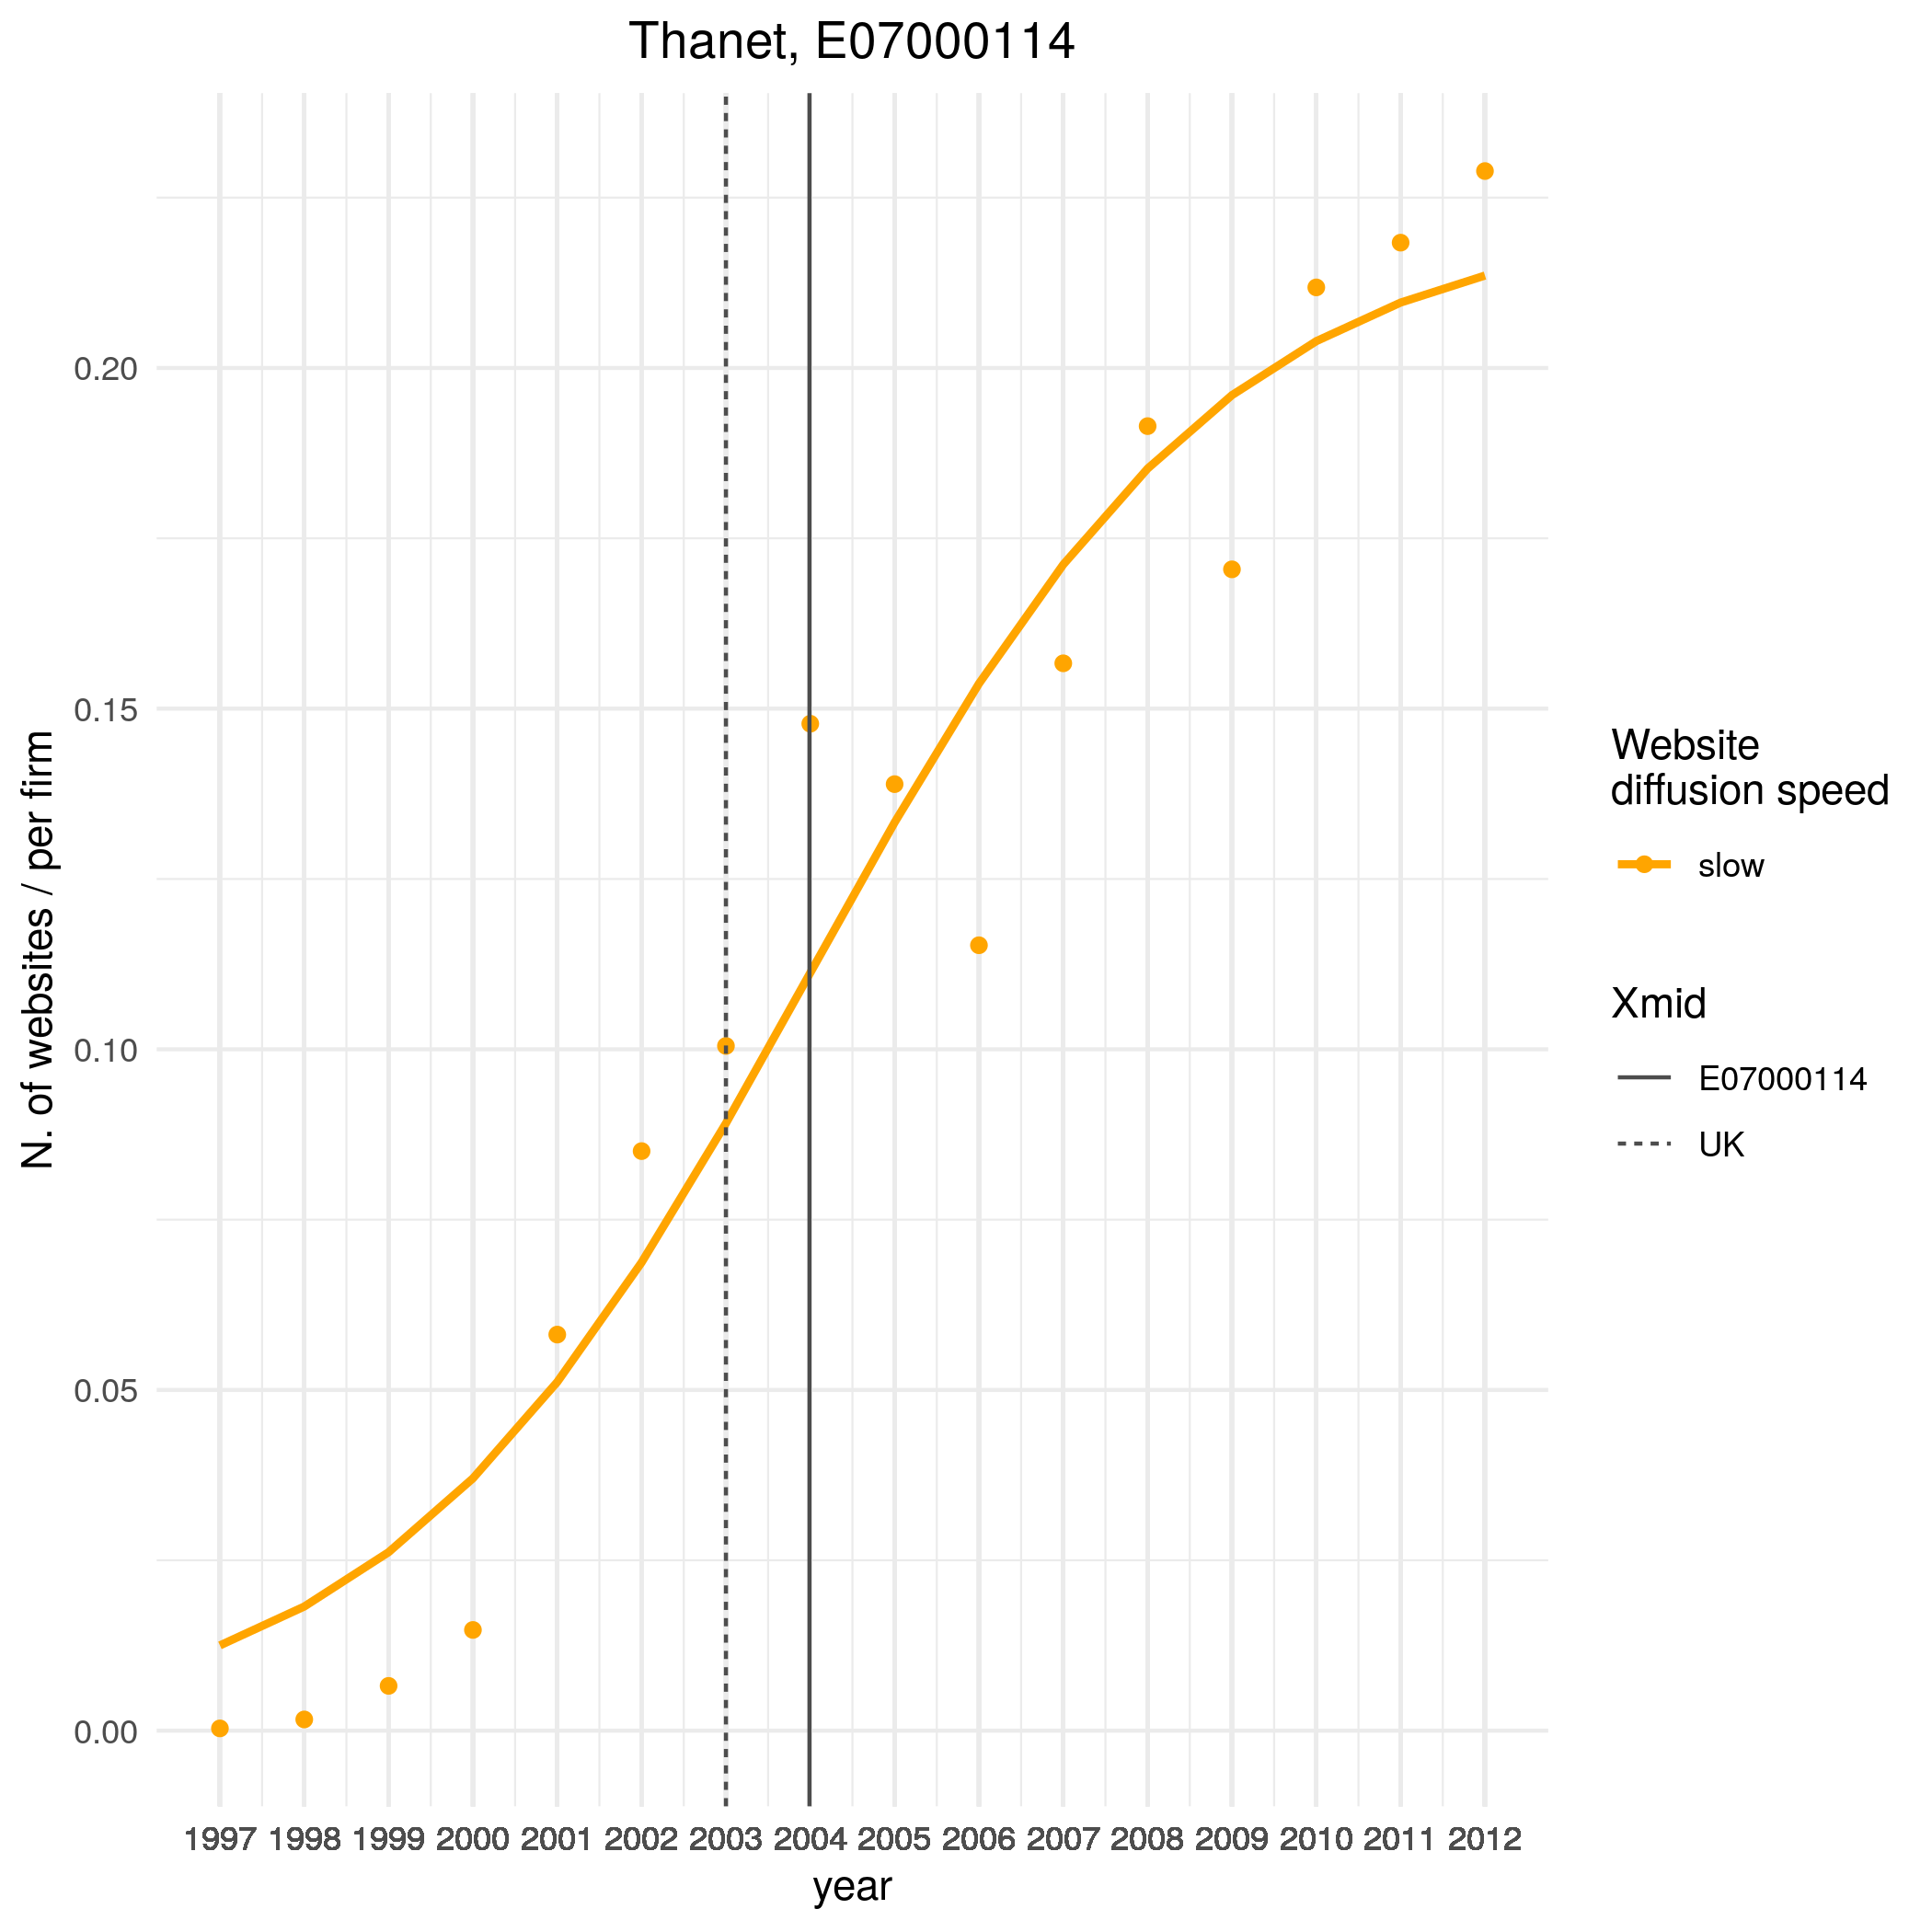 Thanet, E07000114
N. of websites / per firm
0.20
0.15
0.10
0.05
0.00
1997 1998 1999 2000 2001 2002 2003 2004 2005 2006 2007 2008 2009 2010 2011 2012
year
Website
diffusion speed
slow
Xmid
E07000114
UK